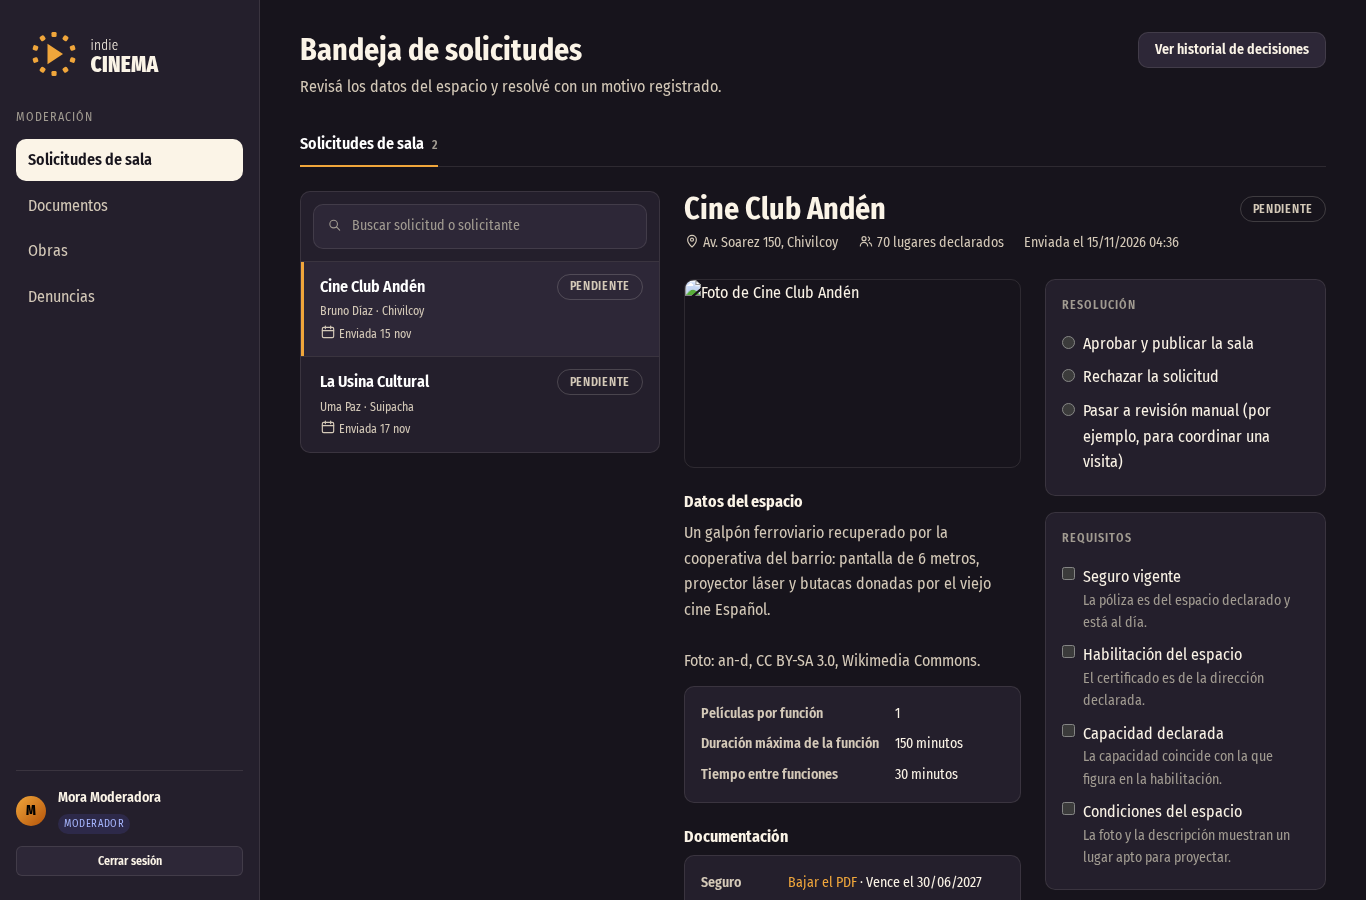 indie
CINEMA
MODERACIÓN
Solicitudes de sala
Documentos
Obras
Denuncias
M
Mora Moderadora
MODERADOR
Cerrar sesión
Bandeja de solicitudes
Revisá los datos del espacio y resolvé con un motivo registrado.
Ver historial de decisiones
Solicitudes de sala 2
Buscar solicitud o solicitante
Cine Club Andén
PENDIENTE
Bruno Díaz · Chivilcoy
Enviada 15 nov
La Usina Cultural
PENDIENTE
Uma Paz · Suipacha
Enviada 17 nov
Cine Club Andén
PENDIENTE
Av. Soarez 150, Chivilcoy
70 lugares declarados
Enviada el 15/11/2026 04:36
Foto de Cine Club Andén
Datos del espacio
Un galpón ferroviario recuperado por la
cooperativa del barrio: pantalla de 6 metros,
proyector láser y butacas donadas por el viejo
cine Español.
Foto: an-d, CC BY-SA 3.0, Wikimedia Commons.
Películas por función 1
Duración máxima de la función 150 minutos
Tiempo entre funciones 30 minutos
Documentación
Seguro Bajar el PDF · Vence el 30/06/2027
RESOLUCIÓN
Aprobar y publicar la sala
Rechazar la solicitud
Pasar a revisión manual (por
ejemplo, para coordinar una
visita)
REQUISITOS
Seguro vigente
La póliza es del espacio declarado y
está al día.
Habilitación del espacio
El certificado es de la dirección
declarada.
Capacidad declarada
La capacidad coincide con la que
figura en la habilitación.
Condiciones del espacio
La foto y la descripción muestran un
lugar apto para proyectar.